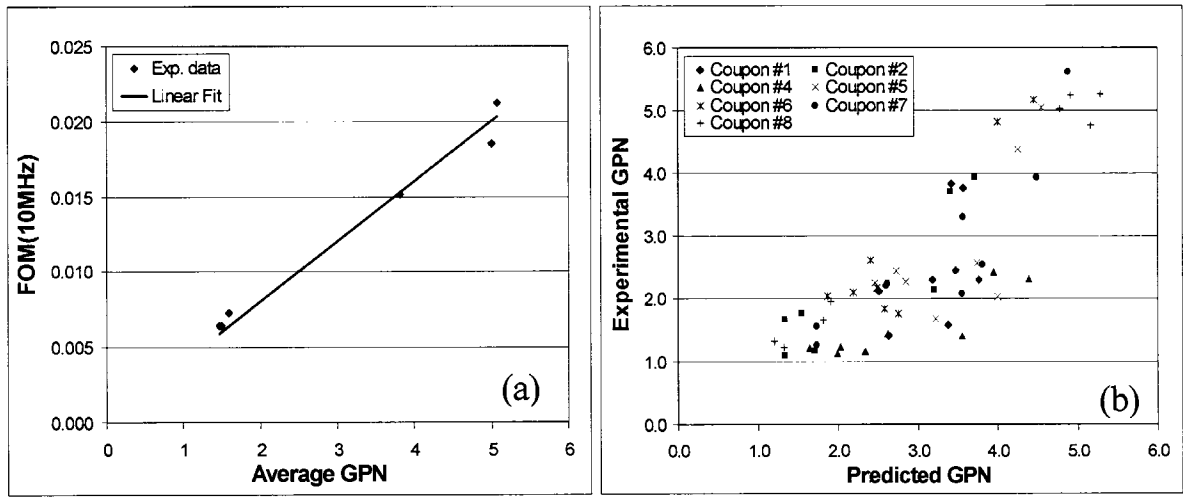 0.025
0.020
0.015
0.010
0.005
0.000
FOM(10MHz)
Exp. data
Linear Fit
(a)
0 1 2 3 4 5 6
Average GPN
6.0
5.0
4.0
3.0
2.0
1.0
0.0
Experimental GPN
Coupon #1 Coupon #2
Coupon #4 Coupon #5
Coupon #6 Coupon #7
Coupon #8
(b)
0.0 1.0 2.0 3.0 4.0 5.0 6.0
Predicted GPN